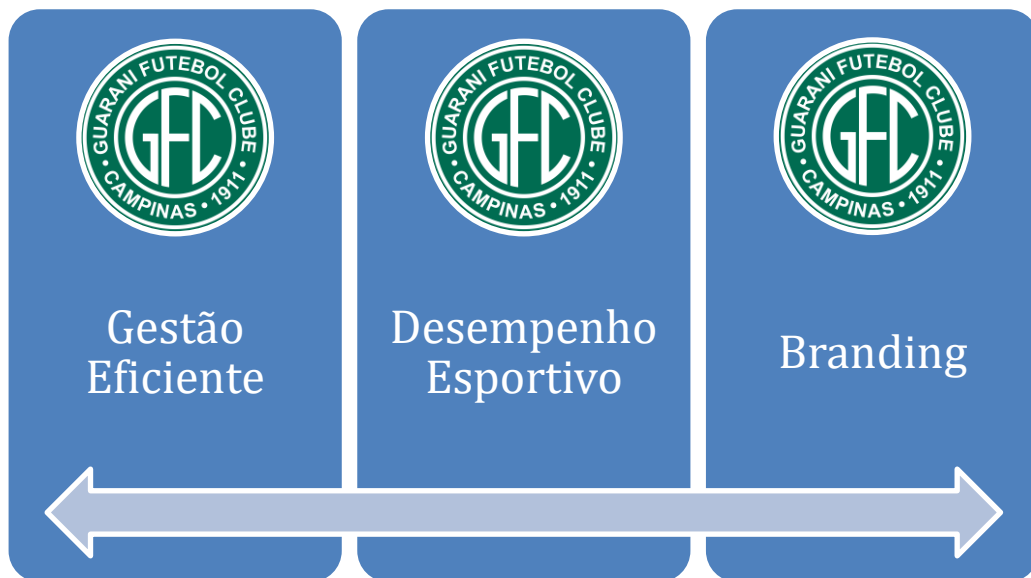 GUARANI FUTEBOL CLUBE
GFC
• CAMPINAS • 1911 •
Gestão
Eficiente
GUARANI FUTEBOL CLUBE
GFC
• CAMPINAS • 1911 •
Desempenho
Esportivo
GUARANI FUTEBOL CLUBE
GFC
• CAMPINAS • 1911 •
Branding